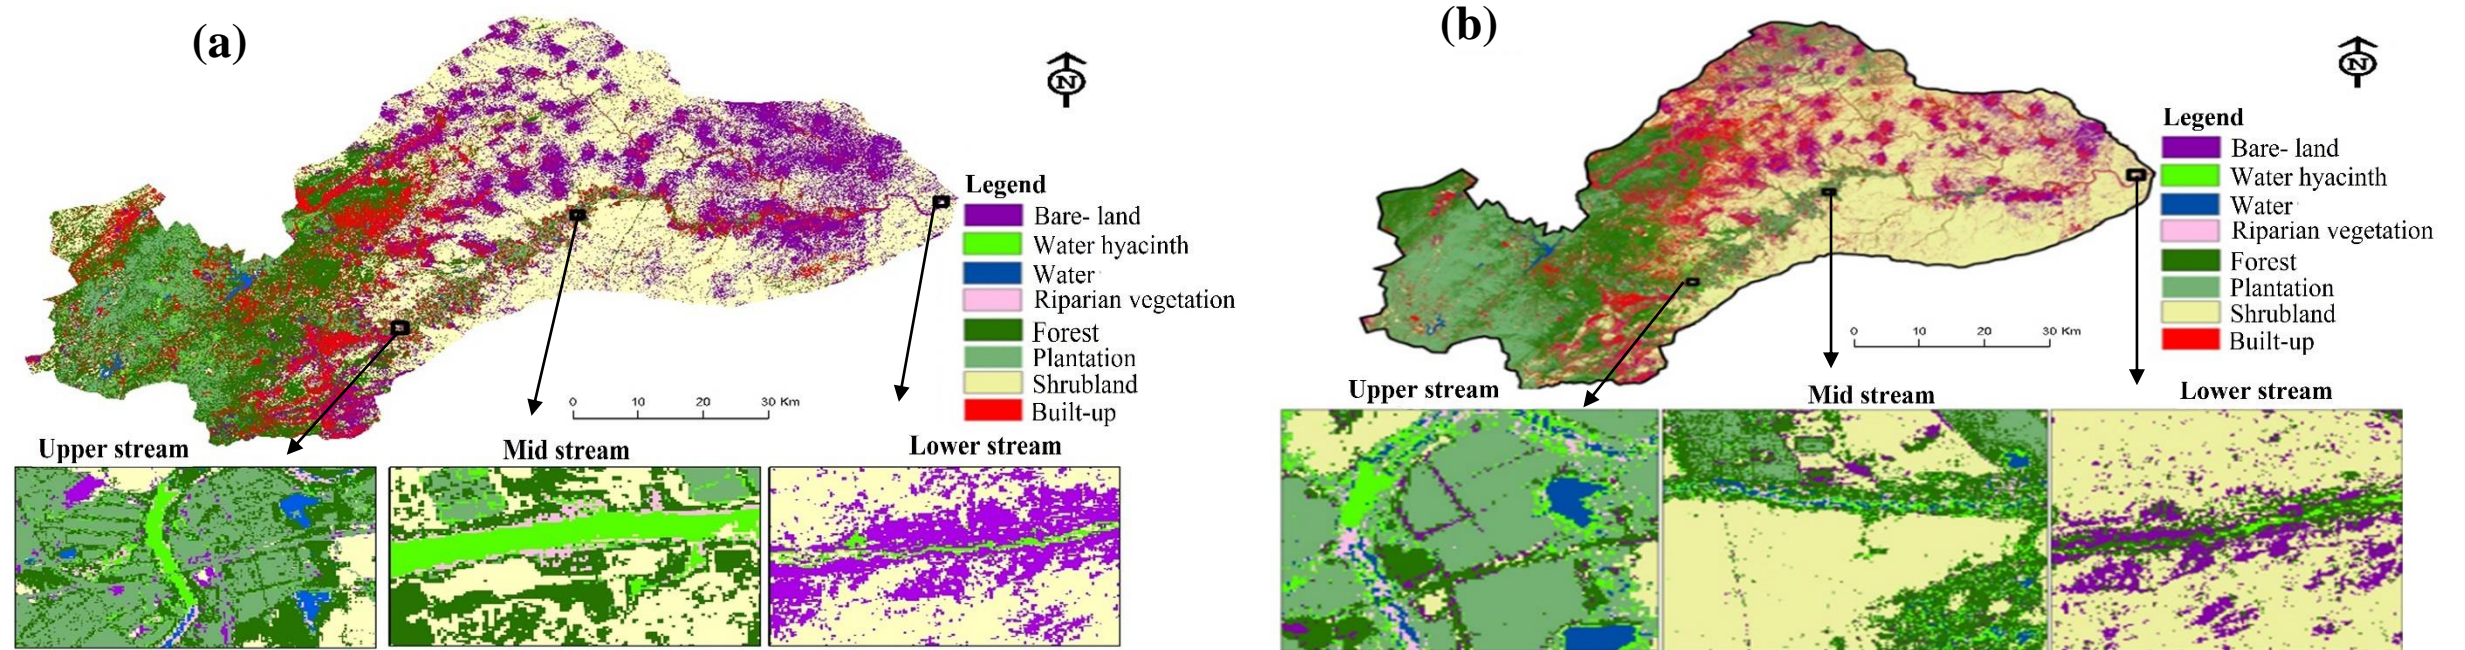 (a)
N
Legend
Bare- land
Water hyacinth
Water
Riparian vegetation
Forest
Plantation
Shrubland
Built-up
0 10 20 30 Km
Upper stream
Mid stream
Lower stream
(b)
N
Legend
Bare- land
Water hyacinth
Water
Riparian vegetation
Forest
Plantation
Shrubland
Built-up
0 10 20 30 Km
Upper stream
Mid stream
Lower stream